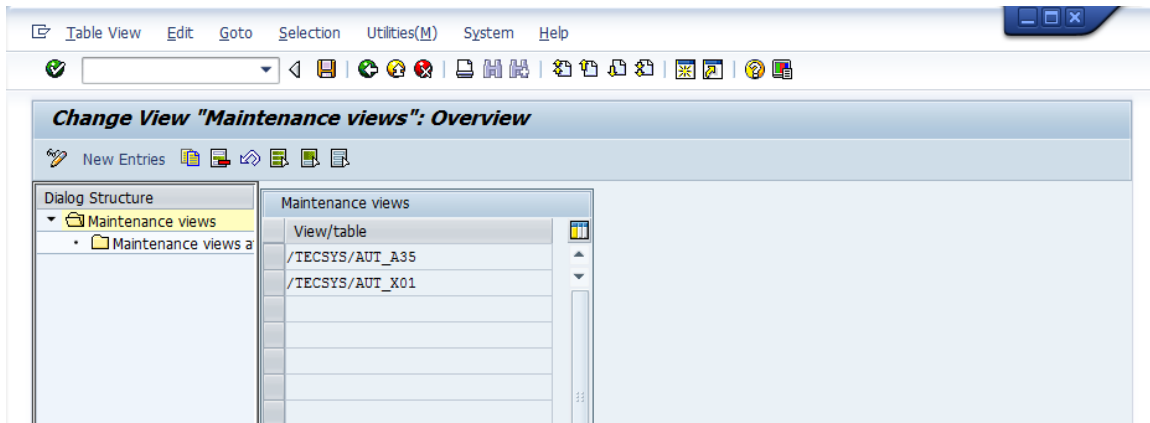 Table View Edit Goto Selection Utilities(M) System Help
Change View "Maintenance views": Overview
New Entries
Dialog Structure
Maintenance views
Maintenance views a
Maintenance views
View/table
/TECSYS/AUT_A35
/TECSYS/AUT_X01